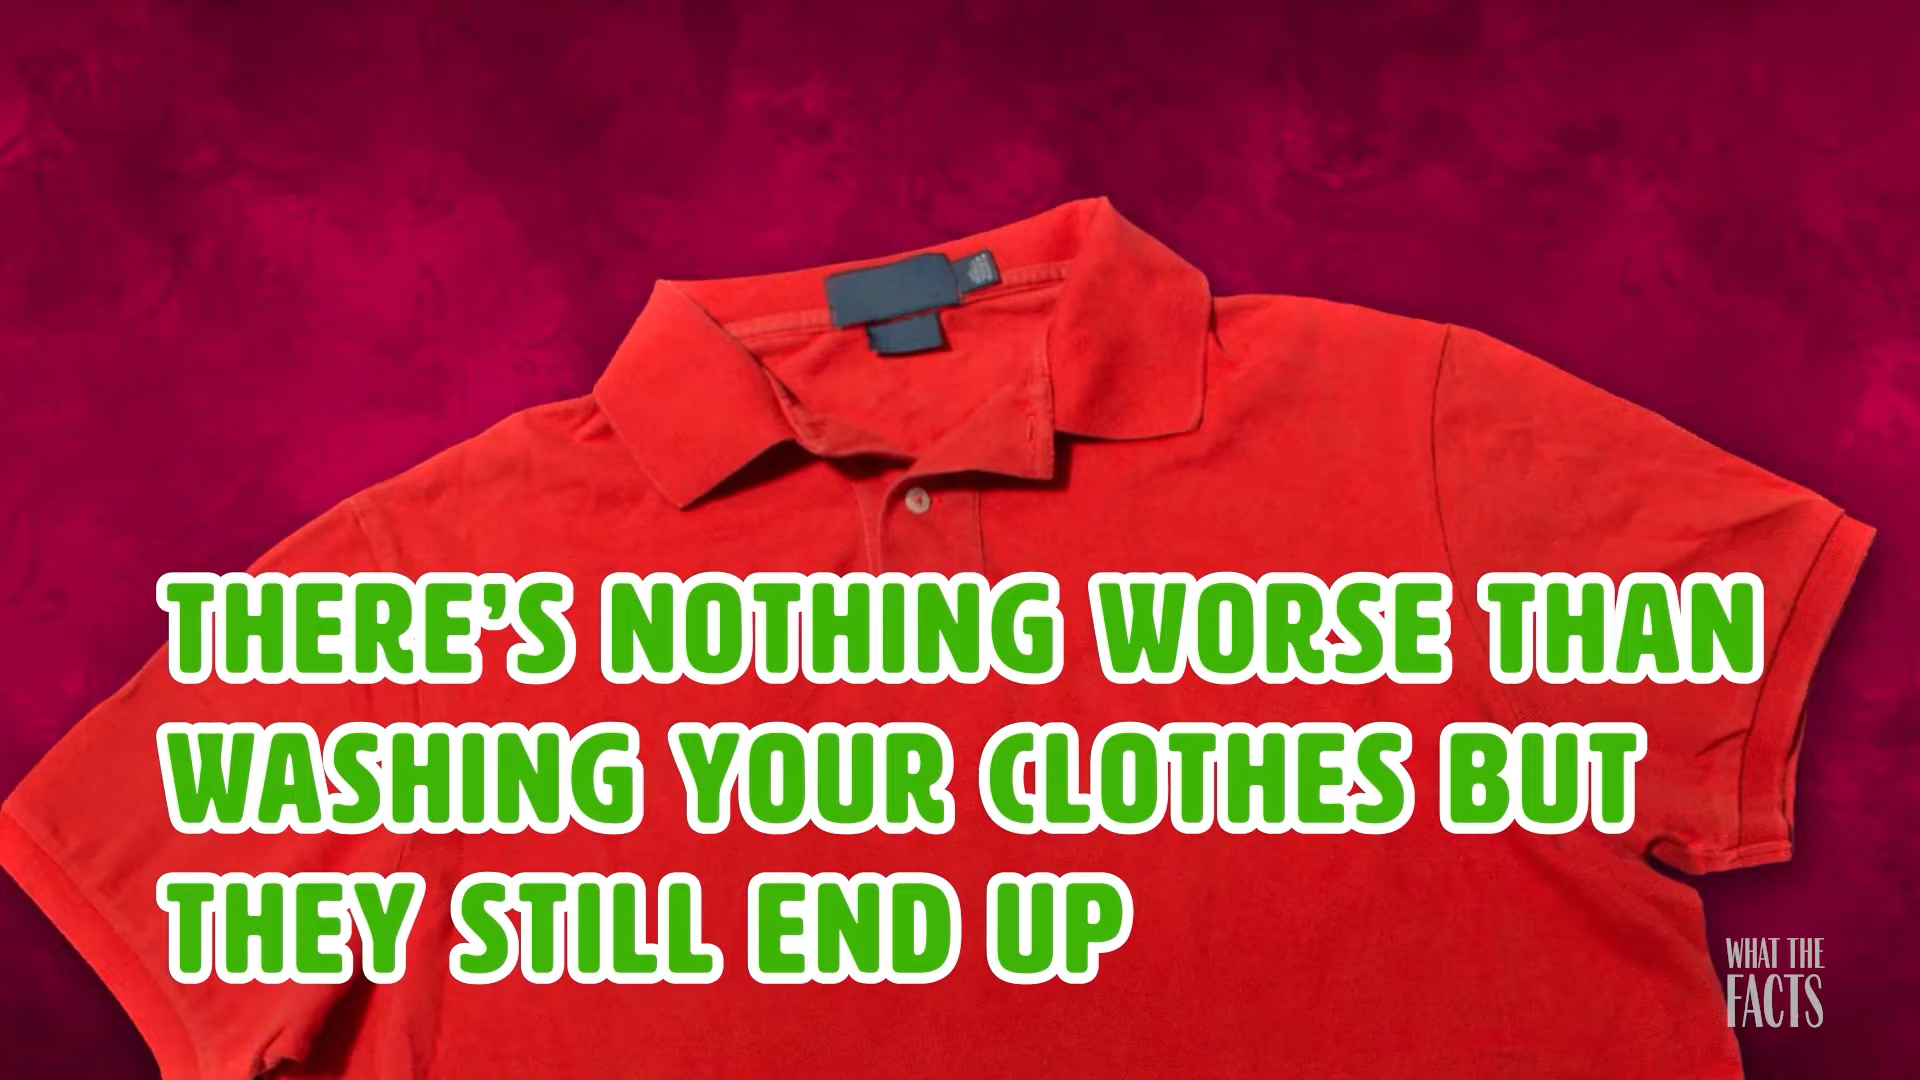 THERE'S NOTHING WORSE THAN
WASHING YOUR CLOTHES BUT
THEY STILL END UP
WHAT THE
FACTS